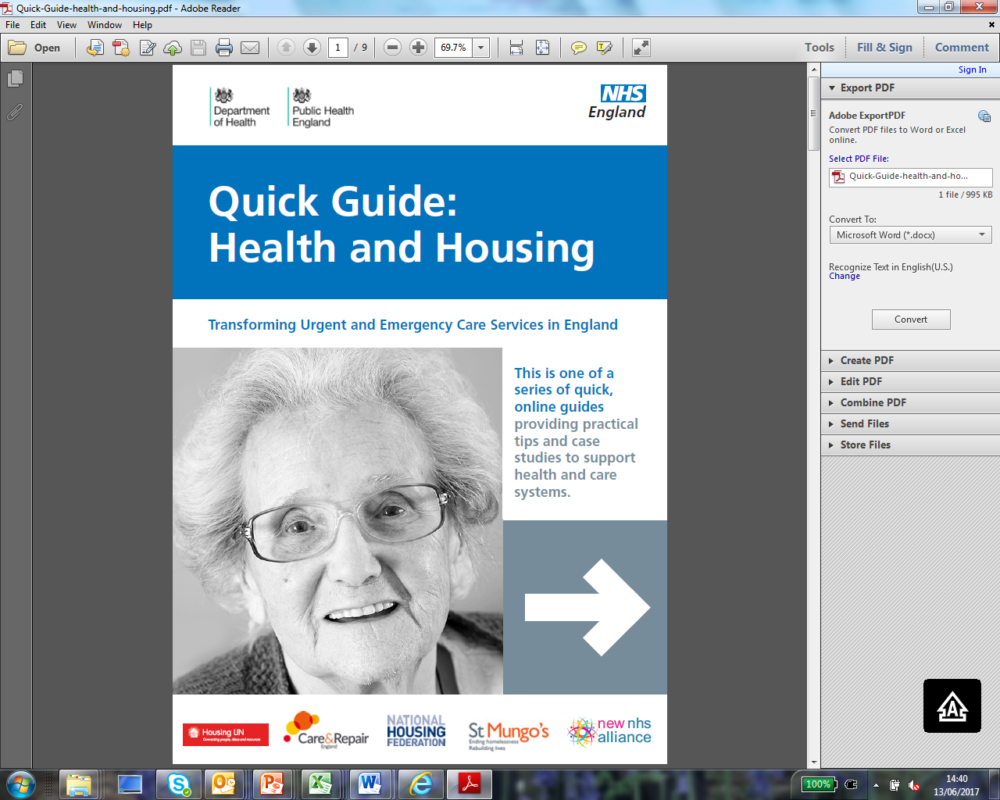 Quick-Guide-health-and-housing.pdf - Adobe Reader
File Edit View Window Help
Open 1 / 9 69.7% Tools Fill & Sign Comment
Sign In
Export PDF
Adobe ExportPDF
Convert PDF files to Word or Excel
online.
Select PDF File:
Quick-Guide-health-and-ho...
1 file / 995 KB
Convert To:
Microsoft Word (*.docx)
Recognize Text in English(U.S.)
Change
Convert
Create PDF
Edit PDF
Combine PDF
Send Files
Store Files
Department
of Health
Public Health
England
NHS
England
Quick Guide:
Health and Housing
Transforming Urgent and Emergency Care Services in England
This is one of a
series of quick,
online guides
providing practical
tips and case
studies to support
health and care
systems.
Housing LIN
Connecting people, ideas and resources
Care&Repair
England
NATIONAL
HOUSING
FEDERATION
St Mungo's
Ending homelessness
Rebuilding lives
new nhs
alliance
A
100%
14:40
13/06/2017